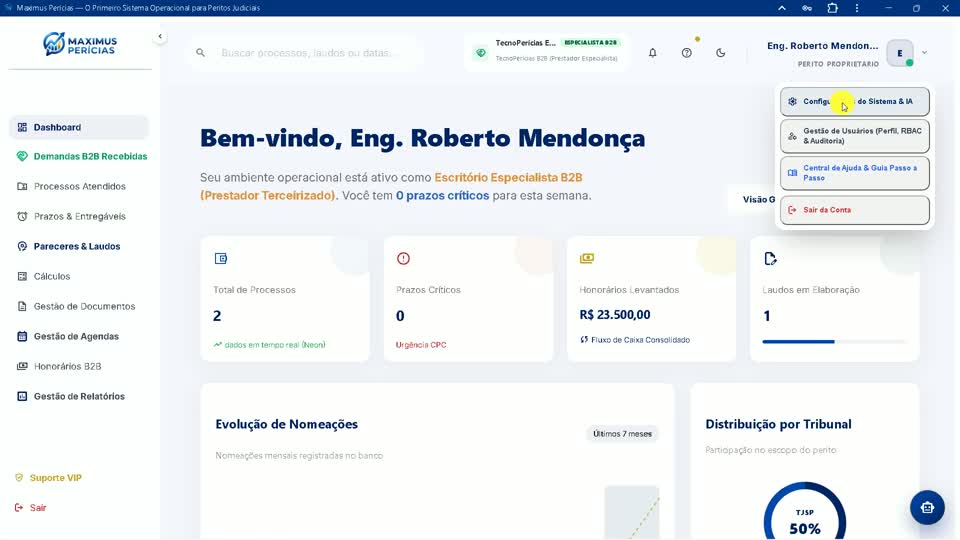 Maximus Perícias — O Primeiro Sistema Operacional para Peritos Judiciais
MAXIMUS
PERÍCIAS
Buscar processos, laudos ou datas...
TecnoPerícias E... ESPECIALISTA B2B
TecnoPerícias B2B (Prestador Especialista)
Eng. Roberto Mendon...
PERITO PROPRIETÁRIO
E
do Sistema & IA
Gestão de Usuários (Perfil, RBAC
& Auditoria)
Central de Ajuda & Guia Passo a
Passo
Sair da Conta
Dashboard
Demandas B2B Recebidas
Processos Atendidos
Prazos & Entregáveis
Pareceres & Laudos
Cálculos
Gestão de Documentos
Gestão de Agendas
Honorários B2B
Gestão de Relatórios
Suporte VIP
Sair
Bem-vindo, Eng. Roberto Mendonça
Seu ambiente operacional está ativo como Escritório Especialista B2B
(Prestador Terceirizado). Você tem 0 prazos críticos para esta semana.
Visão G
Total de Processos
2
dados em tempo real (Neon)
Prazos Críticos
0
Urgência CPC
Honorários Levantados
R$ 23.500,00
Fluxo de Caixa Consolidado
Laudos em Elaboração
1
Evolução de Nomeações
Últimos 7 meses
Nomeações mensais registradas no banco
Distribuição por Tribunal
Participação no escopo do perito
TJSP
50%